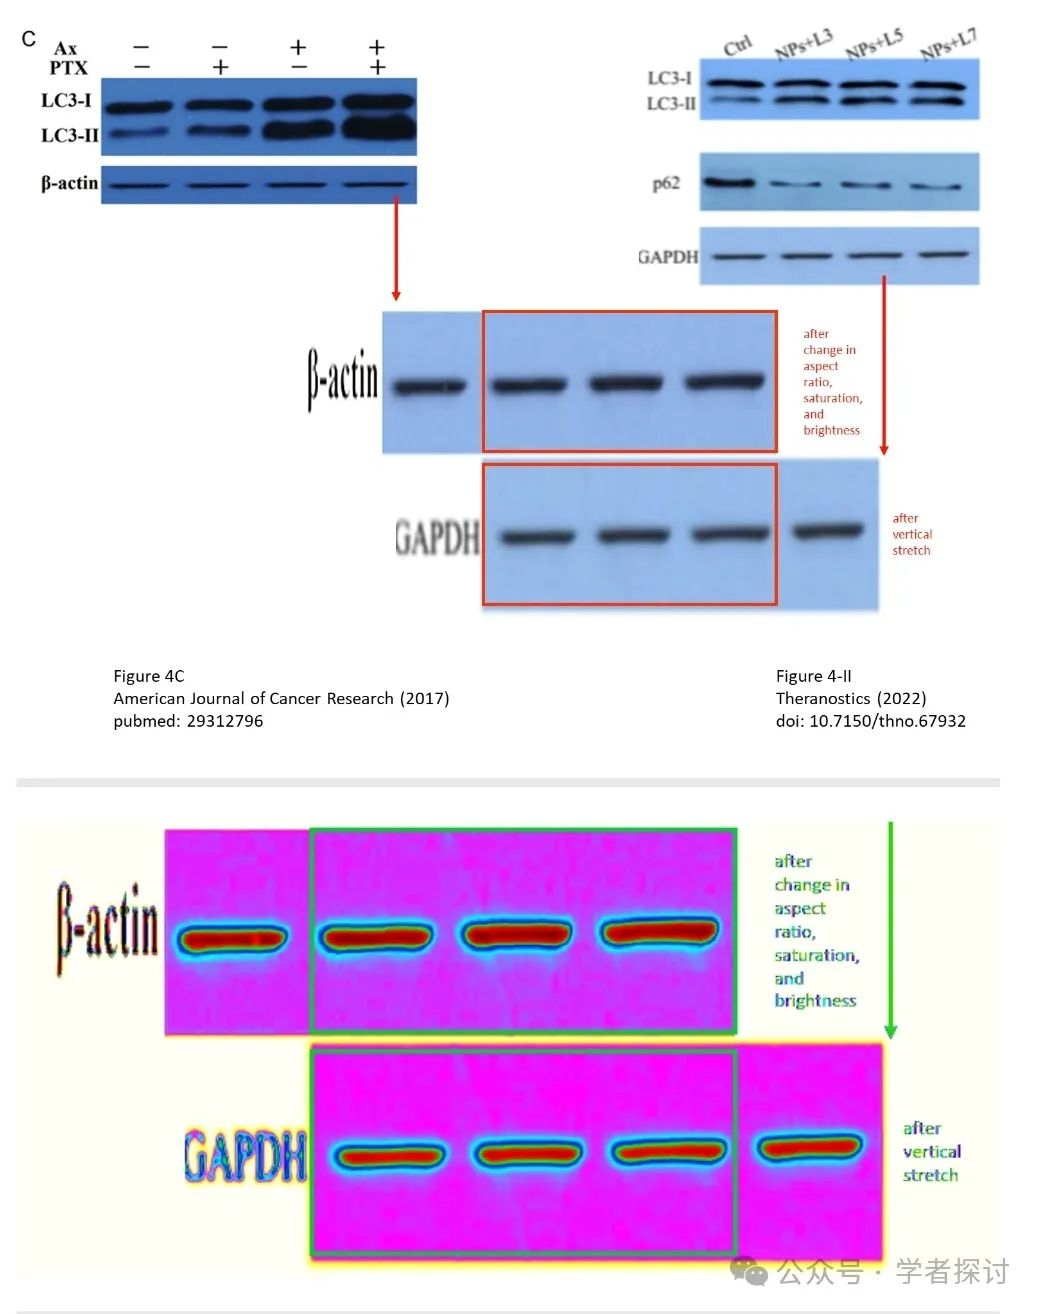 C
Ax — — + +
PTX — + — +
LC3-I
LC3-II
β-actin
Ctrl NPs+L3 NPs+L5 NPs+L7
LC3-I
LC3-II
p62
GAPDH
β-actin
after
change in
aspect
ratio,
saturation,
and
brightness
GAPDH
after
vertical
stretch
Figure 4C
American Journal of Cancer Research (2017)
pubmed: 29312796
Figure 4-II
Theranostics (2022)
doi: 10.7150/thno.67932
β-actin
after
change in
aspect
ratio,
saturation,
and
brightness
GAPDH
after
vertical
stretch
公众号 · 学者探讨